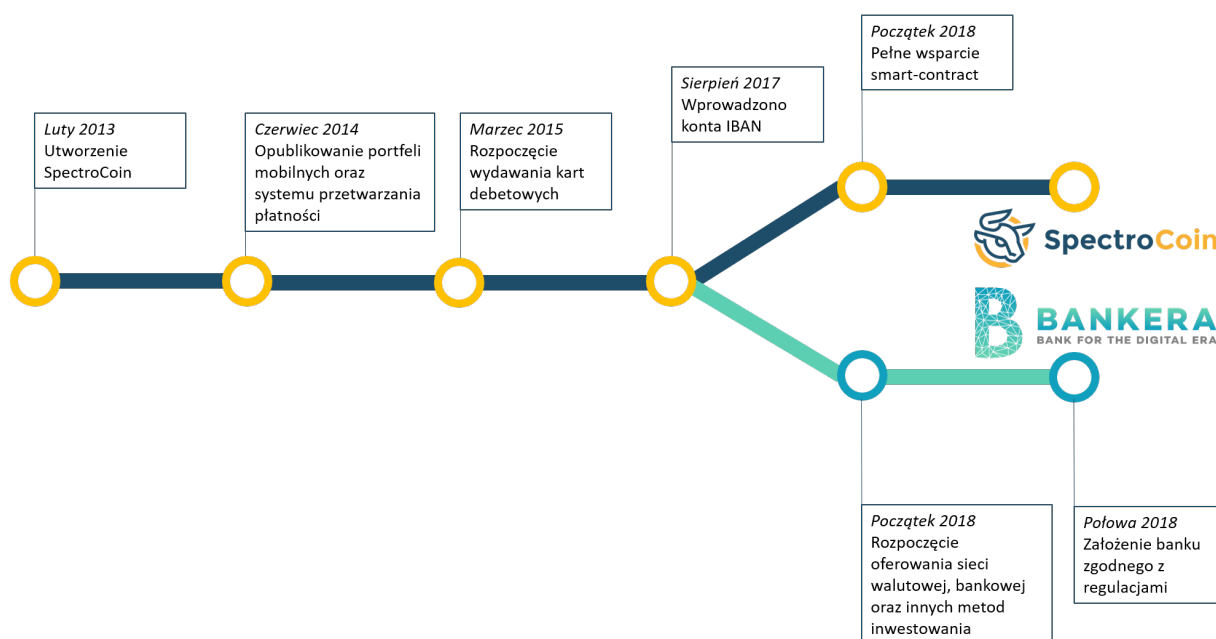 Luty 2013
Utworzenie
SpectroCoin
Czerwiec 2014
Opublikowanie portfeli
mobilnych oraz
systemu przetwarzania
płatności
Marzec 2015
Rozpoczęcie
wydawania kart
debetowych
Sierpień 2017
Wprowadzono
konta IBAN
Początek 2018
Pełne wsparcie
smart-contract
SpectroCoin
BANKERA
BANK FOR THE DIGITAL ERA
Początek 2018
Rozpoczęcie
oferowania sieci
walutowej, bankowej
oraz innych metod
inwestowania
Połowa 2018
Założenie banku
zgodnego z
regulacjami